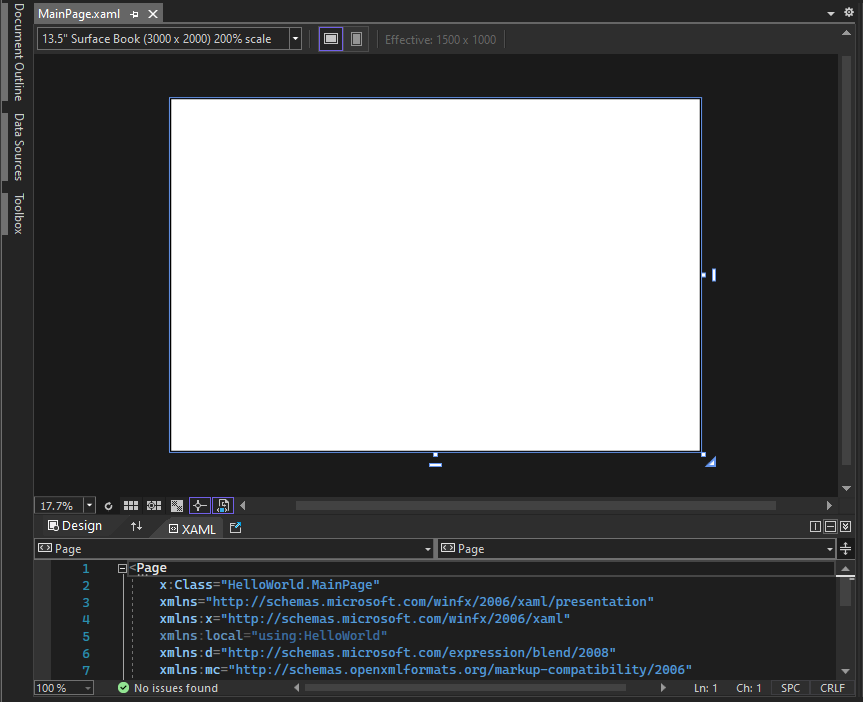 Document Outline
Data Sources
Toolbox
MainPage.xaml
13.5" Surface Book (3000 x 2000) 200% scale
Effective: 1500 x 1000
17.7%
Design
XAML
Page
Page
1 <Page
2 x:Class="HelloWorld.MainPage"
3 xmlns="http://schemas.microsoft.com/winfx/2006/xaml/presentation"
4 xmlns:x="http://schemas.microsoft.com/winfx/2006/xaml"
5 xmlns:local="using:HelloWorld"
6 xmlns:d="http://schemas.microsoft.com/expression/blend/2008"
7 xmlns:mc="http://schemas.openxmlformats.org/markup-compatibility/2006"
100 % No issues found Ln: 1 Ch: 1 SPC CRLF